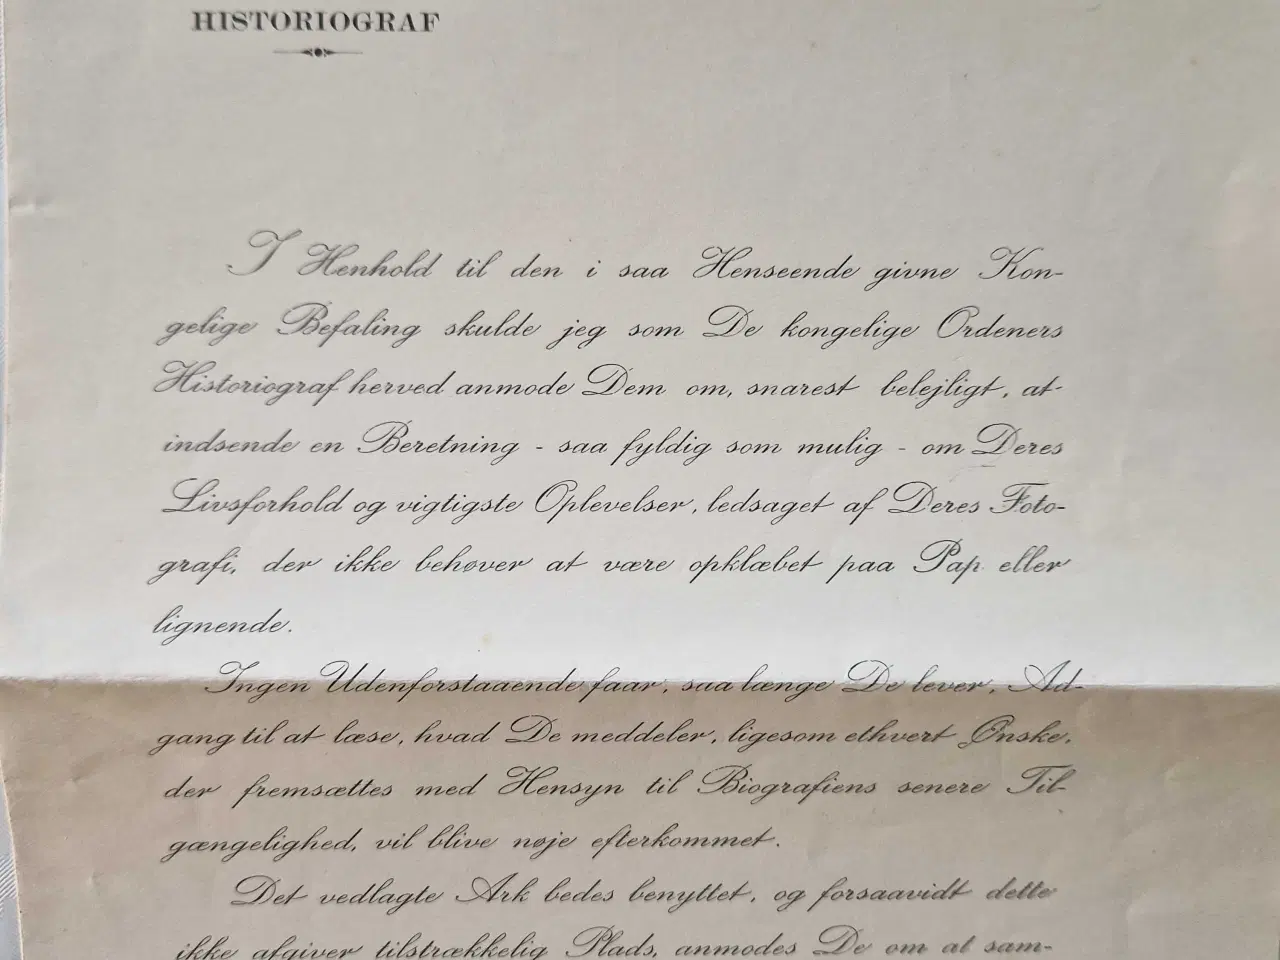 HISTORIOGRAF
I Henhold til den i saa Henseende givne Kon-
gelige Befaling skulde jeg som De kongelige Ordeners
Historiograf herved anmode Dem om, snarest belejligt, at
indsende en Beretning - saa fyldig som mulig - om Deres
Livsforhold og vigtigste Oplevelser, ledsaget af Deres Foto-
grafi, der ikke behøver at være opklæbet paa Pap eller
lignende.
Ingen Udenforstaaende faar, saa længe De lever, Ad-
gang til at læse, hvad De meddeler, ligesom ethvert Ønske,
der fremsættes med Hensyn til Biografiens senere Til-
gængelighed, vil blive nøje efterkommet.
Det vedlagte Ark bedes benyttet, og forsaavidt dette
ikke afgiver tilstrækkelig Plads, anmodes De om at sam-